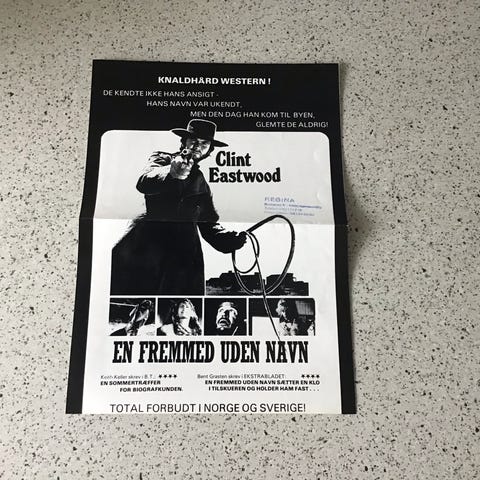 KNALDHÅRD WESTERN!
DE KENDTE IKKE HANS ANSIGT -
HANS NAVN VAR UKENDT,
MEN DEN DAG HAN KOM TIL BYEN,
GLEMTE DE ALDRIG!
Clint
Eastwood
REGINA
EN FREMMED UDEN NAVN
Keith Keller skrev i B.T.: ★★★★
EN SOMMERTRÆFFER
FOR BIOGRAFKUNDEN.
Bent Grasten skrev i EKSTRABLADET: ★★★★
EN FREMMED UDEN NAVN SÆTTER EN KLO
I TILSKUEREN OG HOLDER HAM FAST...
TOTAL FORBUDT I NORGE OG SVERIGE!